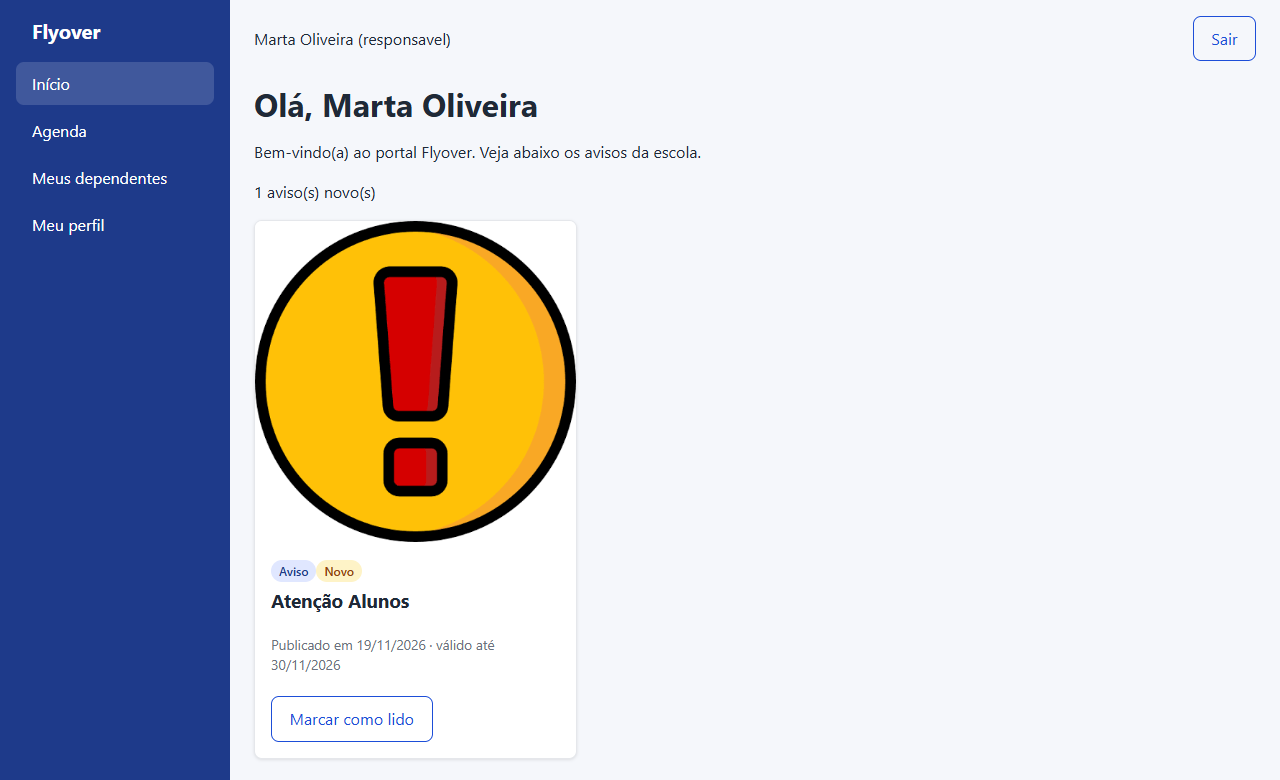 Flyover
Início
Agenda
Meus dependentes
Meu perfil
Marta Oliveira (responsavel)
Sair
Olá, Marta Oliveira
Bem-vindo(a) ao portal Flyover. Veja abaixo os avisos da escola.
1 aviso(s) novo(s)
Aviso Novo
Atenção Alunos
Publicado em 19/11/2026 · válido até
30/11/2026
Marcar como lido